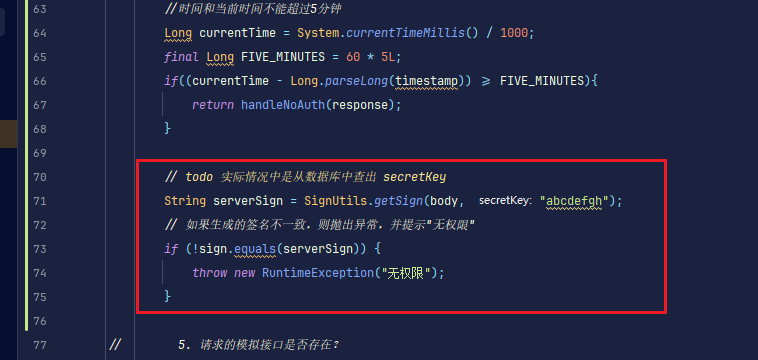 63 //时间和当前时间不能超过5分钟
64 Long currentTime = System.currentTimeMillis() / 1000;
65 final Long FIVE_MINUTES = 60 * 5L;
66 if((currentTime - Long.parseLong(timestamp)) >= FIVE_MINUTES){
67 return handleNoAuth(response);
68 }
69
70 // todo 实际情况中是从数据库中查出 secretKey
71 String serverSign = SignUtils.getSign(body, secretKey: "abcdefgh");
72 // 如果生成的签名不一致，则抛出异常，并提示"无权限"
73 if (!sign.equals(serverSign)) {
74 throw new RuntimeException("无权限");
75 }
76
77 // 5. 请求的模拟接口是否存在?